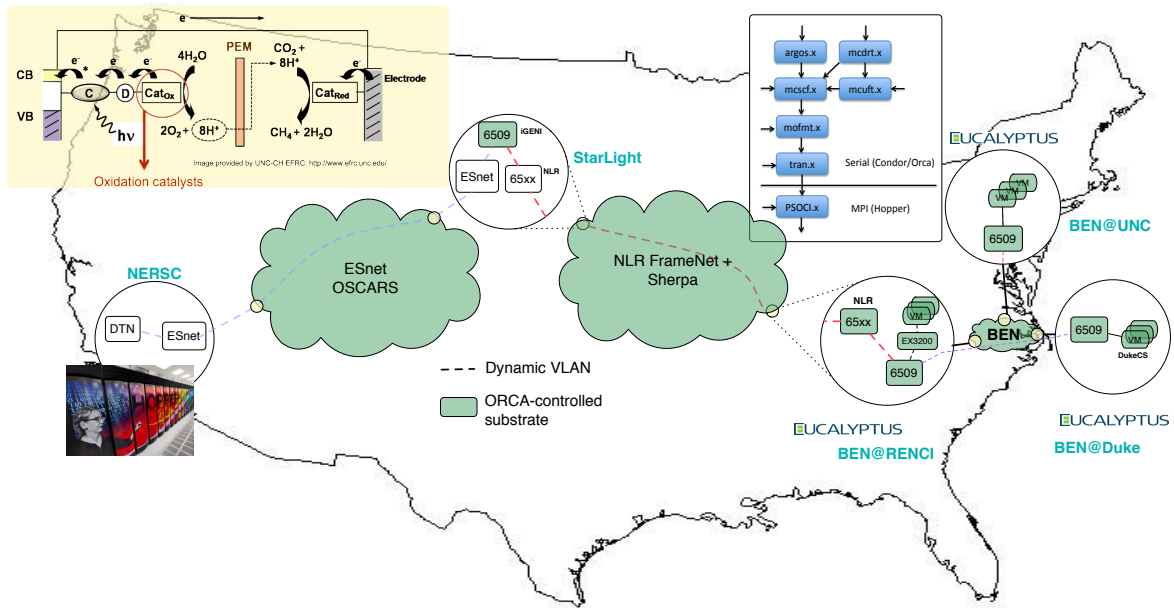 e-
4H2O
PEM
CO2 +
8H+
e-
e-
e-
e-
CB
*
C
D
CatOx
CatRed
Electrode
VB
hν
2O2 +
8H+
CH4 + 2H2O
Image provided by UNC-CH EFRC: http://www.efrc.unc.edu/
Oxidation catalysts
argos.x
mcdrt.x
mcscf.x
mcuft.x
mofmt.x
tran.x
Serial (Condor/Orca)
PSOCI.x
MPI (Hopper)
6509
iGENI
ESnet
65xx
NLR
StarLight
EUCALYPTUS
VM
VM
VM
6509
BEN@UNC
NERSC
DTN
ESnet
HOPPER
ESnet
OSCARS
NLR FrameNet +
Sherpa
NLR
65xx
VM
EX3200
6509
BEN
6509
VM
DukeCS
Dynamic VLAN
ORCA-controlled
substrate
EUCALYPTUS
BEN@RENCI
EUCALYPTUS
BEN@Duke